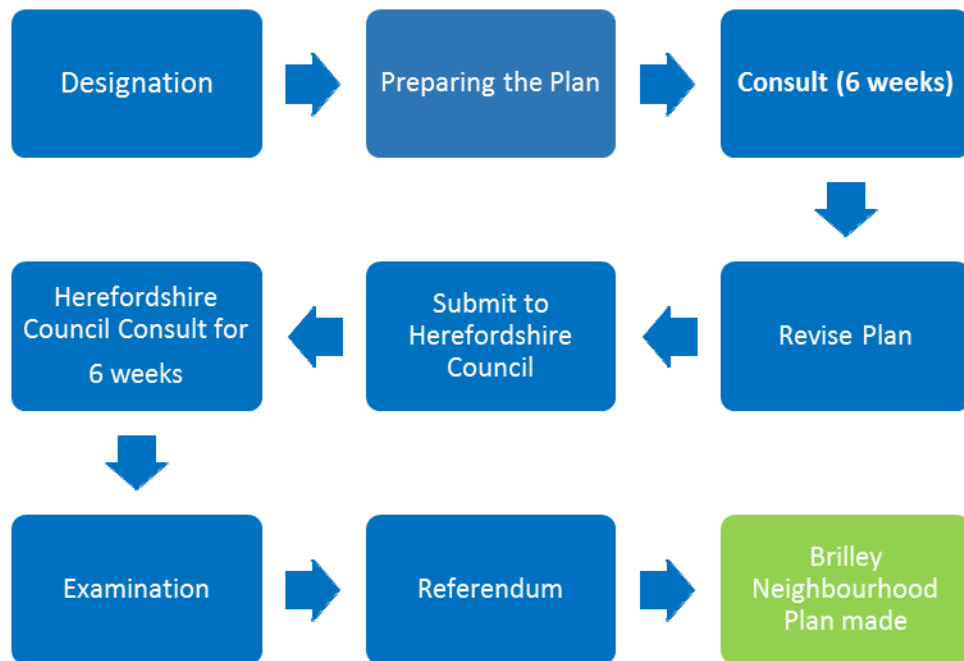 Designation
Preparing the Plan
Consult (6 weeks)
Revise Plan
Submit to
Herefordshire
Council
Herefordshire
Council Consult for
6 weeks
Examination
Referendum
Brilley
Neighbourhood
Plan made